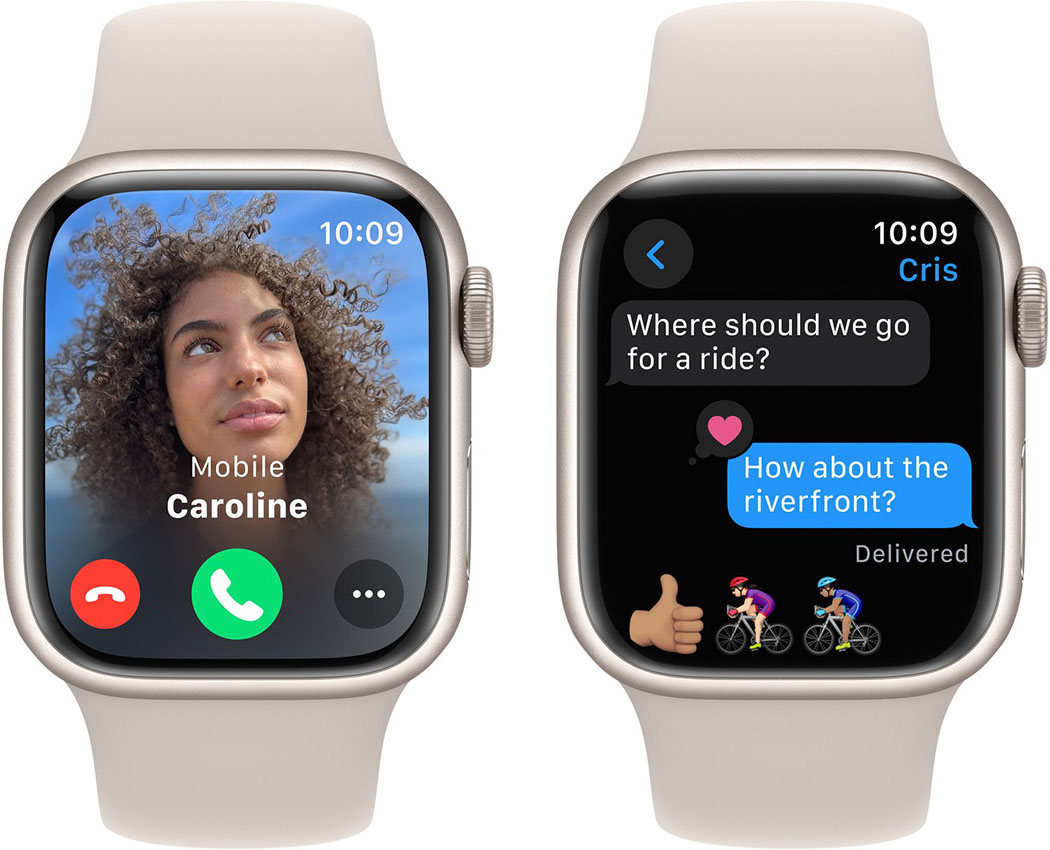 10:09
Mobile
Caroline
10:09
Cris
Where should we go
for a ride?
How about the
riverfront?
Delivered